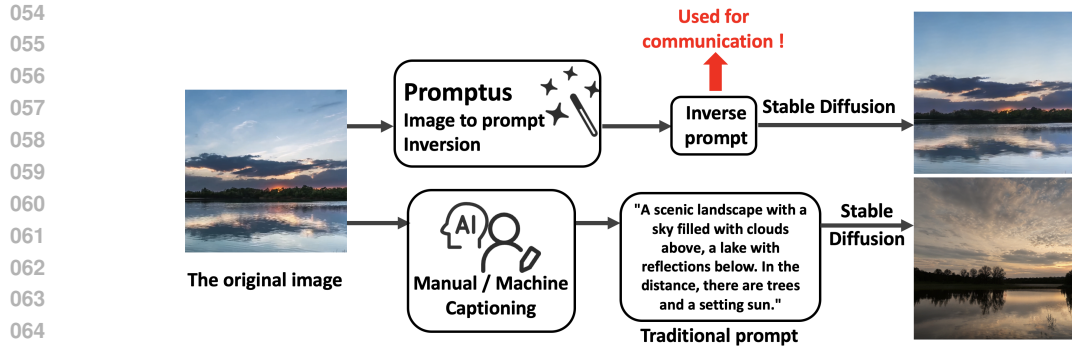 054
055
056
057
058
059
060
061
062
063
064
Used for
communication !
Promptus
Image to prompt
Inversion
Inverse
prompt
Stable Diffusion
The original image
AI
Manual / Machine
Captioning
"A scenic landscape with a
sky filled with clouds
above, a lake with
reflections below. In the
distance, there are trees
and a setting sun."
Traditional prompt
Stable
Diffusion